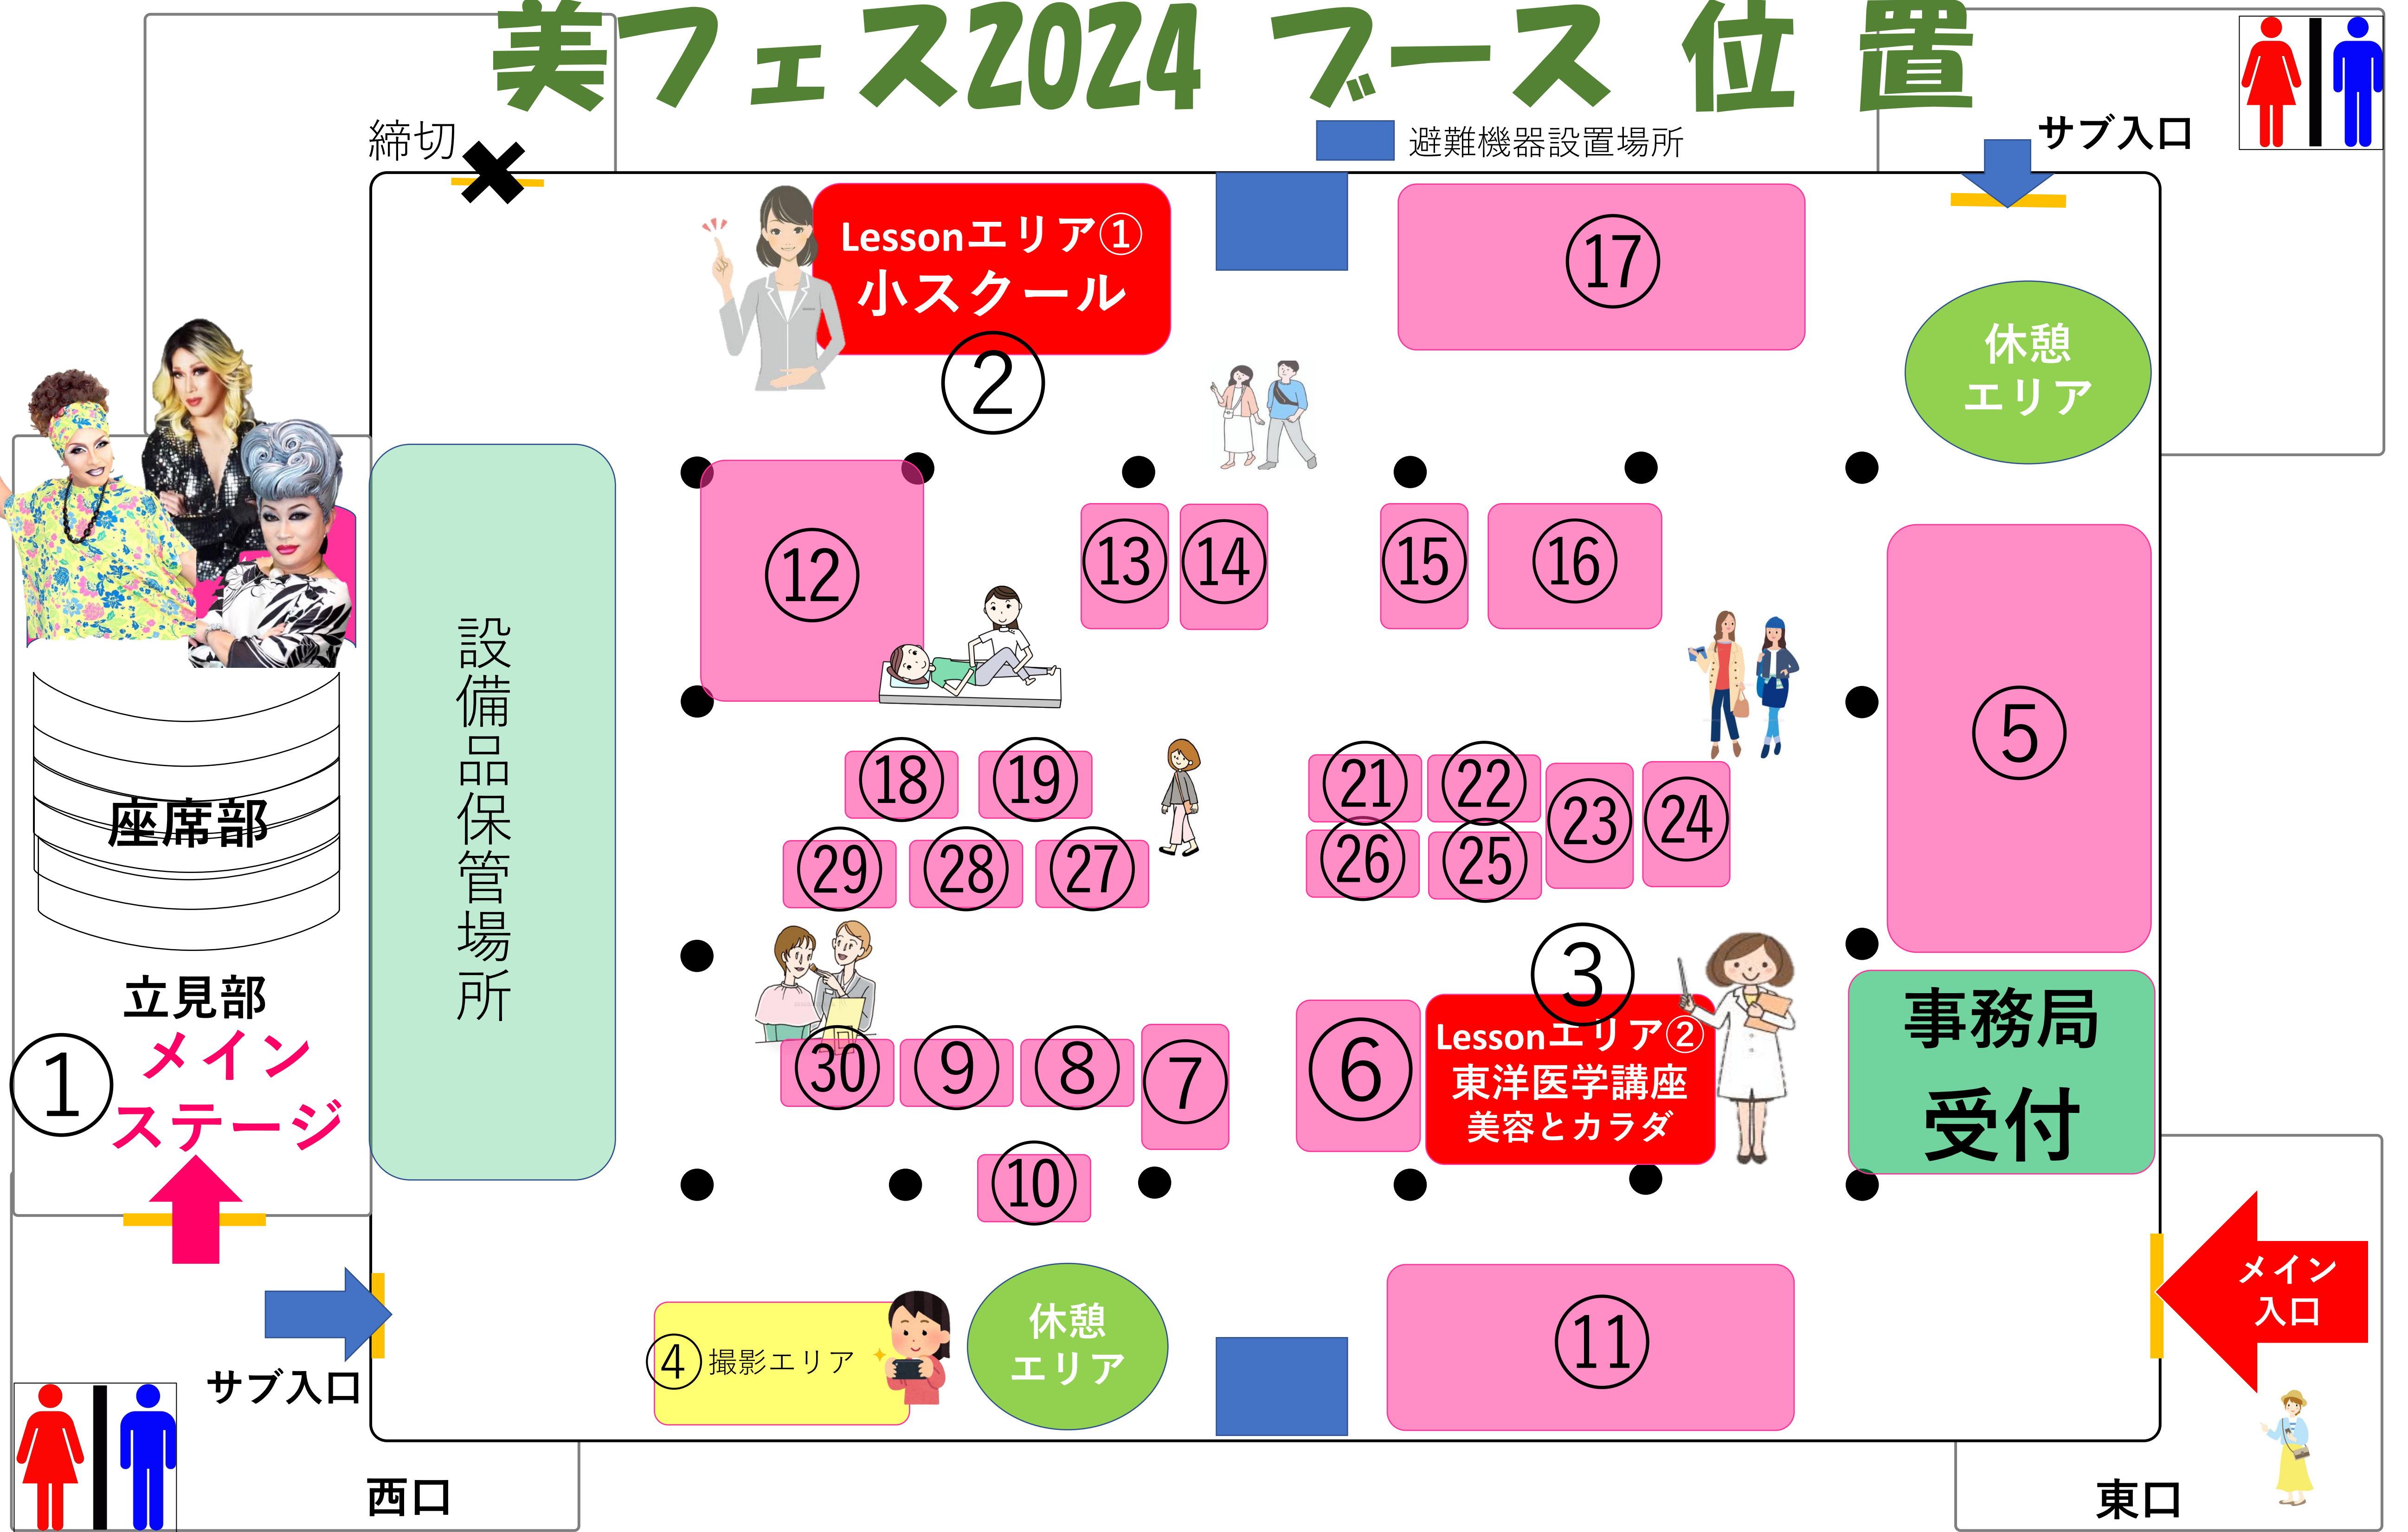 美フェス2024 ブース 位 置
締切
避難機器設置場所
サブ入口
Lessonエリア①
小スクール
②
⑰
休憩
エリア
⑫
⑬
⑭
⑮
⑯
⑤
設備品保管場所
座席部
立見部
①
メイン
ステージ
⑱
⑲
㉑
㉒
㉓
㉔
㉙
㉘
㉗
㉖
㉕
③
Lessonエリア②
東洋医学講座
美容とカラダ
⑥
㉚
⑨
⑧
⑦
⑩
事務局
受付
メイン
入口
④
撮影エリア
休憩
エリア
⑪
サブ入口
西口
東口